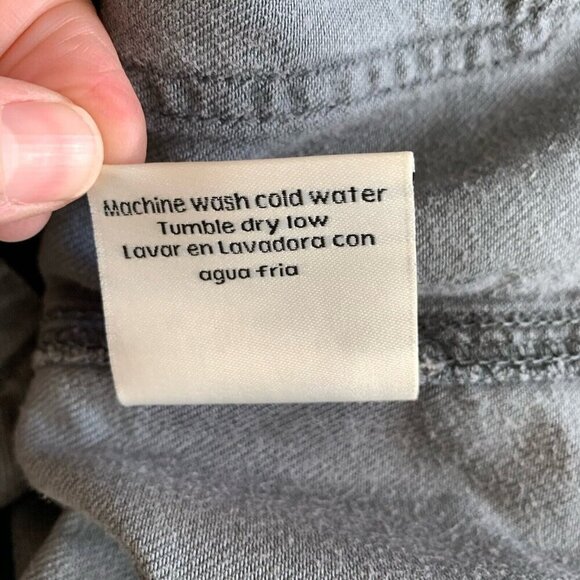 Machine wash cold water
Tumble dry low
Lavar en Lavadora con
agua fria